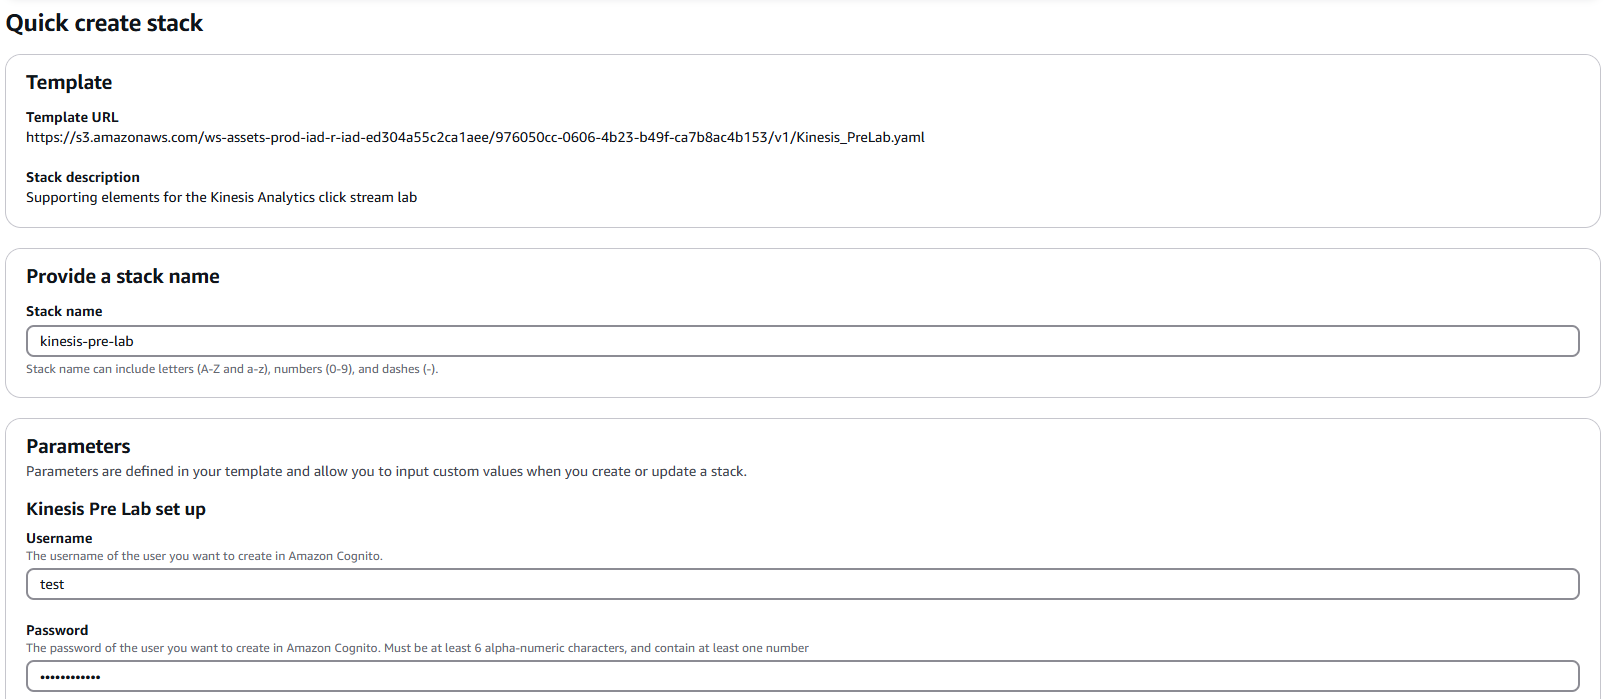 Quick create stack
Template
Template URL
https://s3.amazonaws.com/ws-assets-prod-iad-r-iad-ed304a55c2ca1aee/976050cc-0606-4b23-b49f-ca7b8ac4b153/v1/Kinesis_PreLab.yaml
Stack description
Supporting elements for the Kinesis Analytics click stream lab
Provide a stack name
Stack name
kinesis-pre-lab
Stack name can include letters (A-Z and a-z), numbers (0-9), and dashes (-).
Parameters
Parameters are defined in your template and allow you to input custom values when you create or update a stack.
Kinesis Pre Lab set up
Username
The username of the user you want to create in Amazon Cognito.
test
Password
The password of the user you want to create in Amazon Cognito. Must be at least 6 alpha-numeric characters, and contain at least one number
••••••••••••